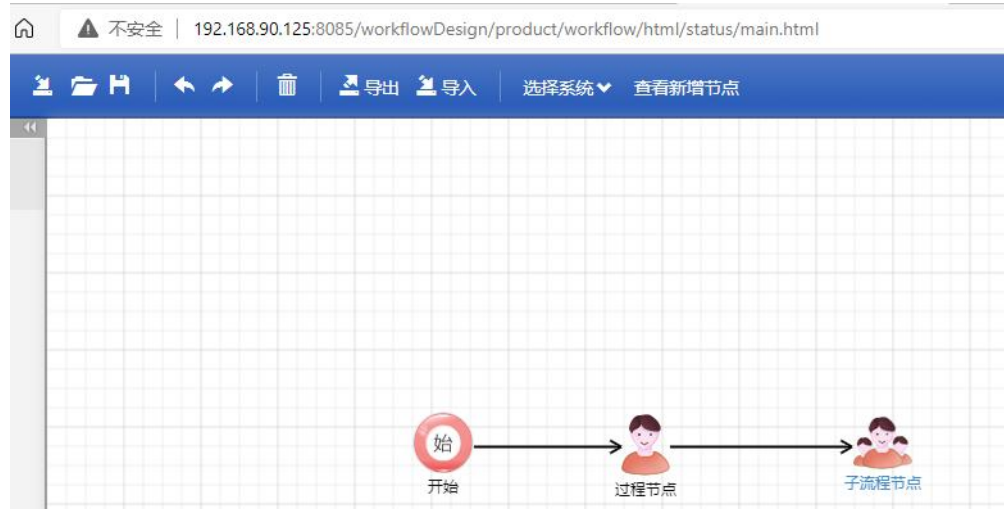 不安全 | 192.168.90.125:8085/workflowDesign/product/workflow/html/status/main.html
导出 导入 选择系统 查看新增节点
始
开始
过程节点
子流程节点